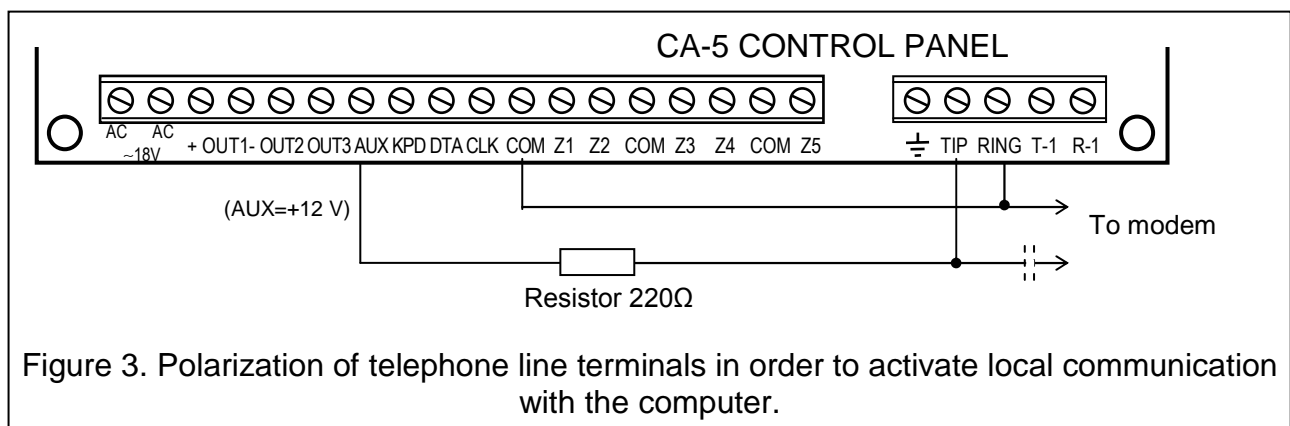 CA-5 CONTROL PANEL
AC AC
~18V
+ OUT1- OUT2 OUT3 AUX KPD DTA CLK COM Z1 Z2 COM Z3 Z4 COM Z5
TIP RING T-1 R-1
(AUX=+12 V)
To modem
Resistor 220Ω
Figure 3. Polarization of telephone line terminals in order to activate local communication
with the computer.